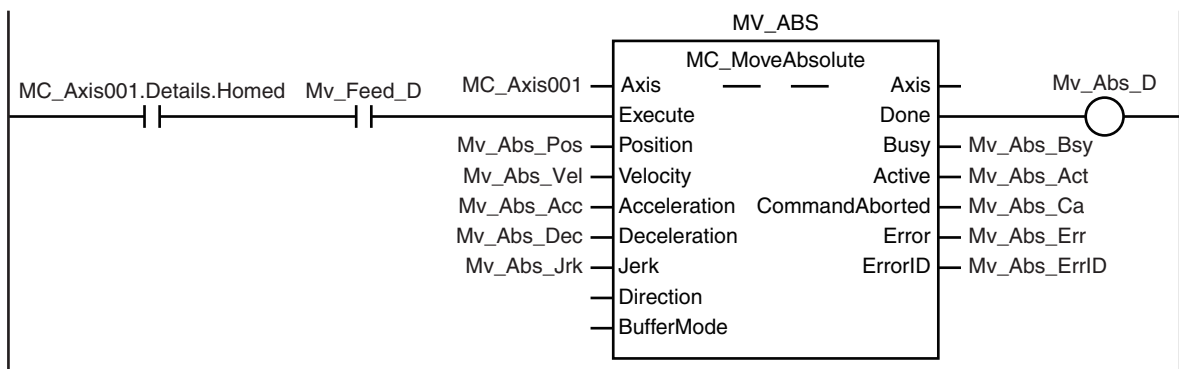 MV_ABS
MC_MoveAbsolute
MC_Axis001.Details.Homed Mv_Feed_D MC_Axis001 Axis Axis Mv_Abs_D
Execute Done
Mv_Abs_Pos Position Busy Mv_Abs_Bsy
Mv_Abs_Vel Velocity Active Mv_Abs_Act
Mv_Abs_Acc Acceleration CommandAborted Mv_Abs_Ca
Mv_Abs_Dec Deceleration Error Mv_Abs_Err
Mv_Abs_Jrk Jerk ErrorID Mv_Abs_ErrID
Direction
BufferMode